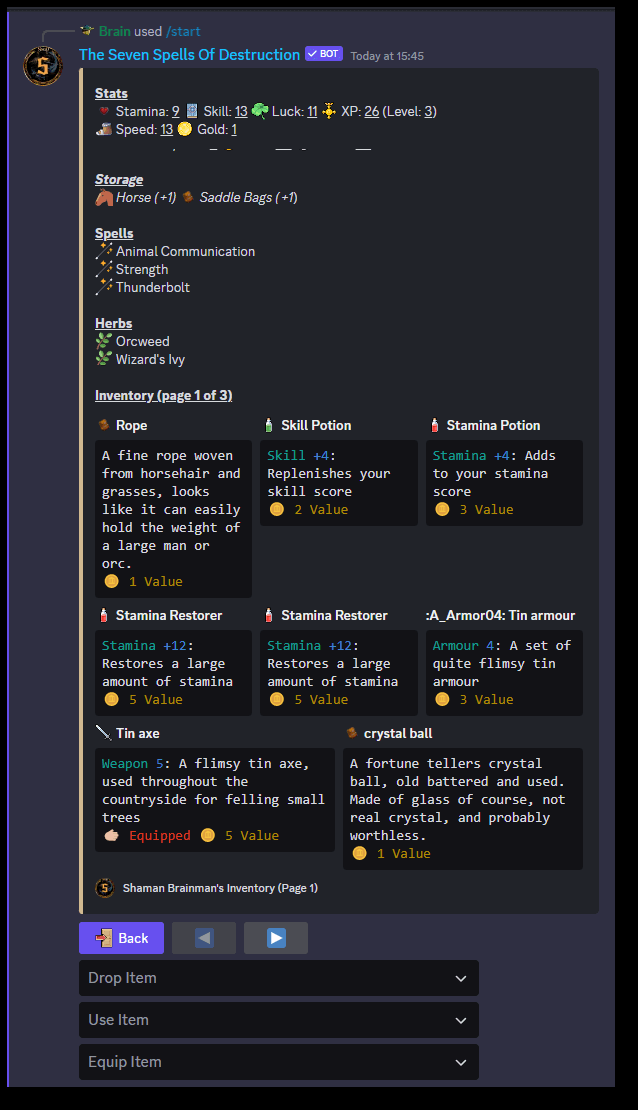 Brain used /start
The Seven Spells Of Destruction ✓ BOT Today at 15:45
Stats
Stamina: 9 Skill: 13 Luck: 11 XP: 26 (Level: 3)
Speed: 13 Gold: 1
Storage
Horse (+1) Saddle Bags (+1)
Spells
Animal Communication
Strength
Thunderbolt
Herbs
Orcweed
Wizard's Ivy
Inventory (page 1 of 3)
Rope
A fine rope woven
from horsehair and
grasses, looks
like it can easily
hold the weight of
a large man or
orc.
1 Value
Skill Potion
Skill +4:
Replenishes your
skill score
2 Value
Stamina Potion
Stamina +4: Adds
to your stamina
score
3 Value
Stamina Restorer
Stamina +12:
Restores a large
amount of stamina
5 Value
Stamina Restorer
Stamina +12:
Restores a large
amount of stamina
5 Value
:A_Armor04: Tin armour
Armour 4: A set of
quite flimsy tin
armour
3 Value
Tin axe
Weapon 5: A flimsy tin axe,
used throughout the
countryside for felling small
trees
Equipped 5 Value
crystal ball
A fortune tellers crystal
ball, old battered and used.
Made of glass of course, not
real crystal, and probably
worthless.
1 Value
Shaman Brainman's Inventory (Page 1)
Back
Drop Item
Use Item
Equip Item